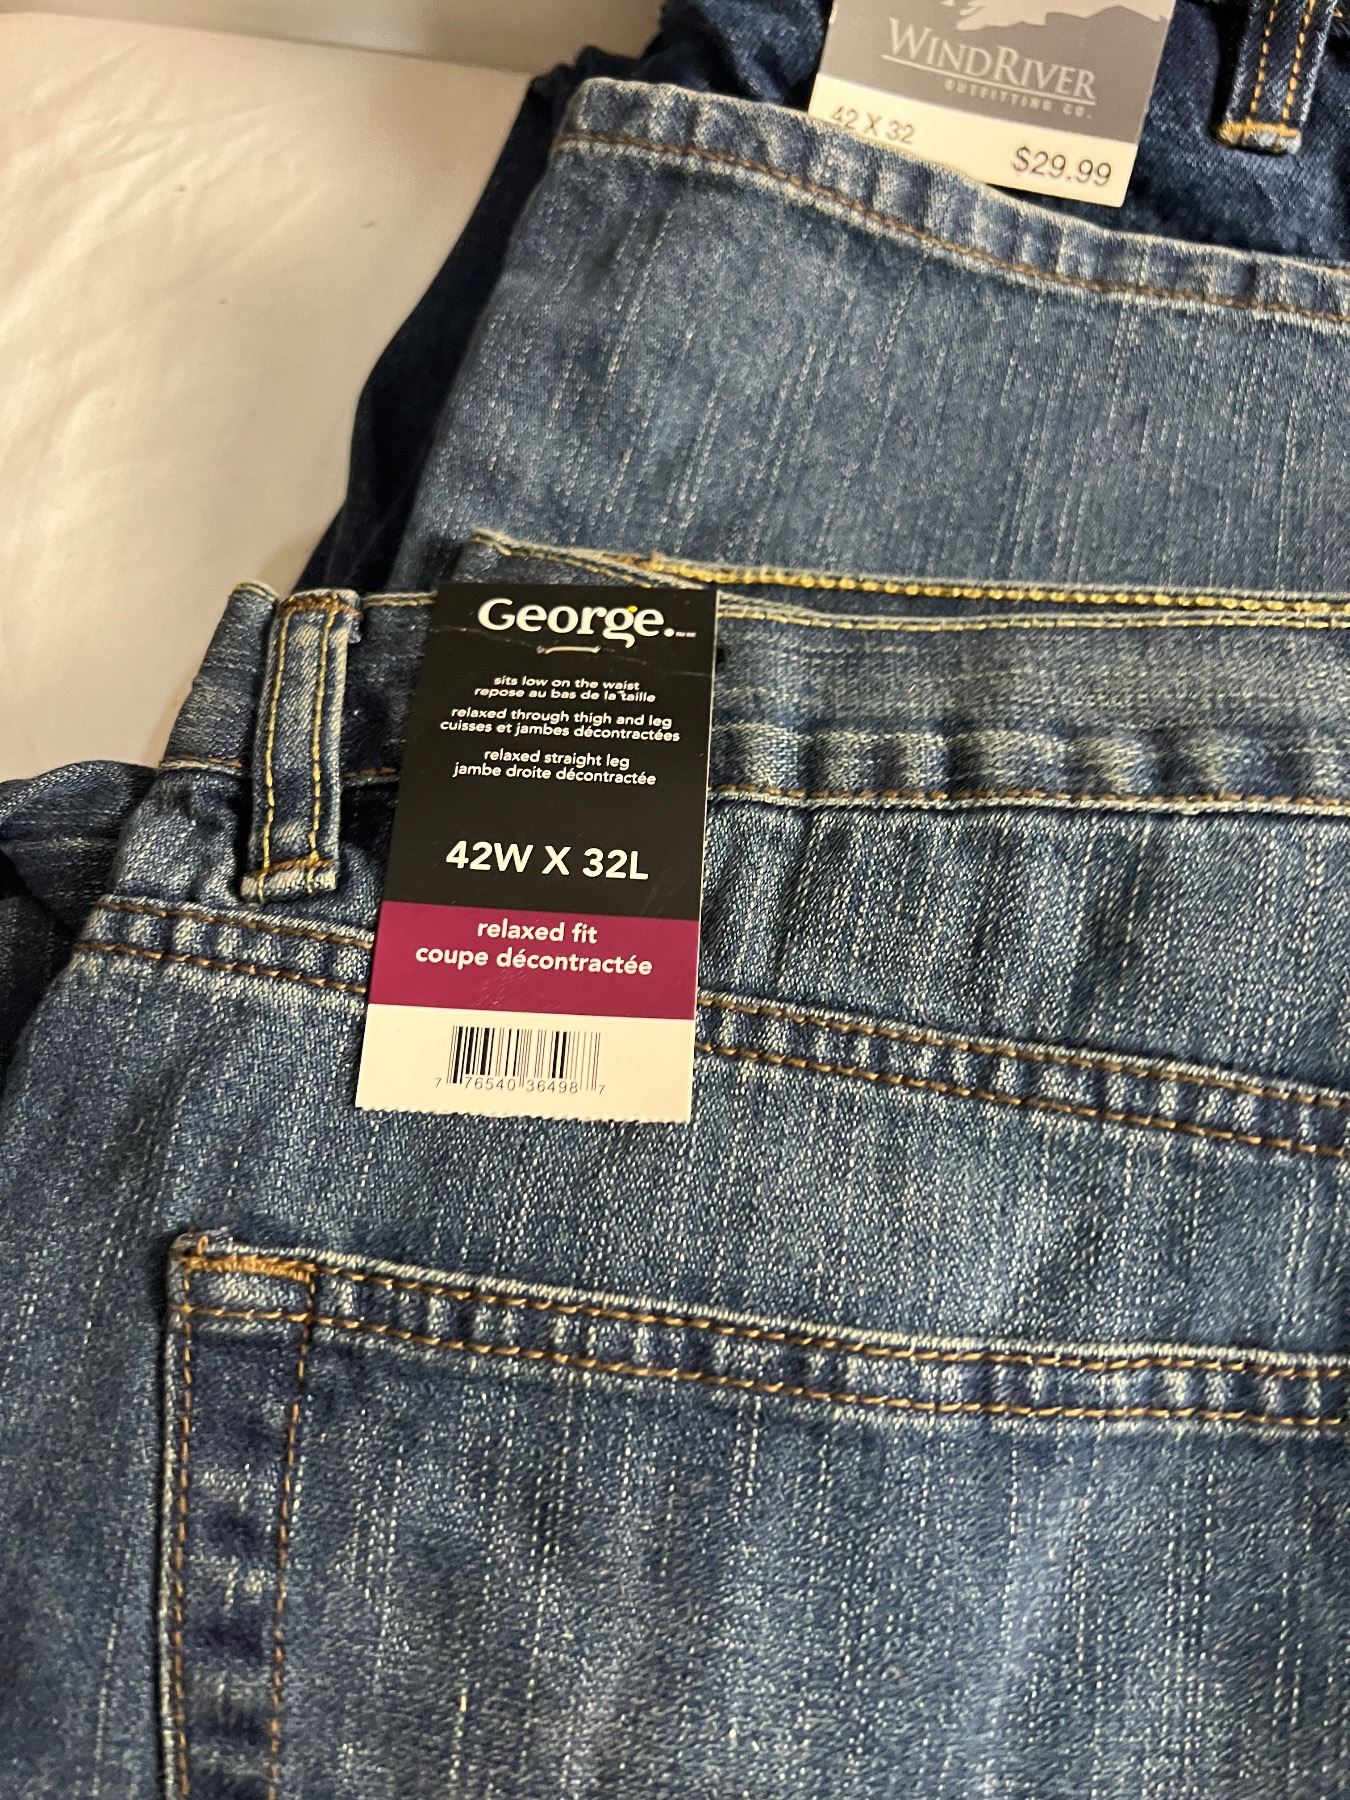 WINDRIVER
OUTFITTING CO.
42 X 32
$29.99
George.
sits low on the waist
repose au bas de la taille
relaxed through thigh and leg
cuisses et jambes décontractées
relaxed straight leg
jambe droite décontractée
42W X 32L
relaxed fit
coupe décontractée
7 76540 36498 7